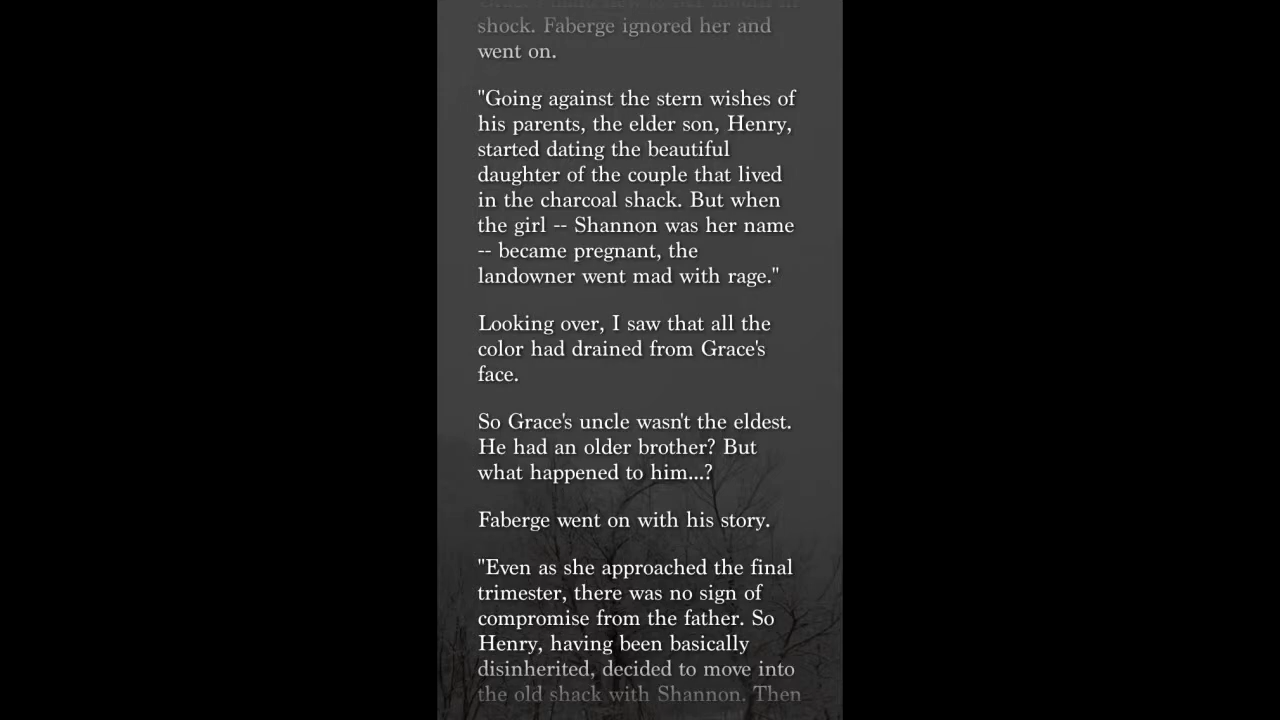 shock. Faberge ignored her and
went on.
"Going against the stern wishes of
his parents, the elder son, Henry,
started dating the beautiful
daughter of the couple that lived
in the charcoal shack. But when
the girl -- Shannon was her name
-- became pregnant, the
landowner went mad with rage."
Looking over, I saw that all the
color had drained from Grace's
face.
So Grace's uncle wasn't the eldest.
He had an older brother? But
what happened to him...?
Faberge went on with his story.
"Even as she approached the final
trimester, there was no sign of
compromise from the father. So
Henry, having been basically
disinherited, decided to move into
the old shack with Shannon. Then